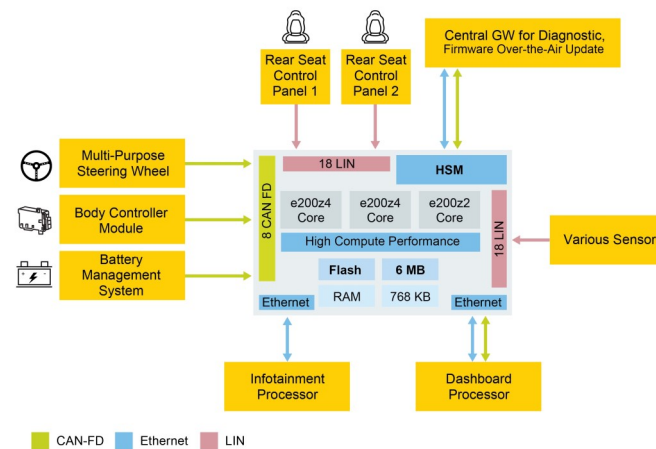 Rear Seat
Control
Panel 1
Rear Seat
Control
Panel 2
Central GW for Diagnostic,
Firmware Over-the-Air Update
Multi-Purpose
Steering Wheel
Body Controller
Module
Battery
Management
System
8 CAN FD
18 LIN
HSM
e200z4
Core
e200z4
Core
e200z2
Core
High Compute Performance
Flash
6 MB
RAM
768 KB
Ethernet
Ethernet
18 LIN
Various Sensor
Infotainment
Processor
Dashboard
Processor
CAN-FD
Ethernet
LIN